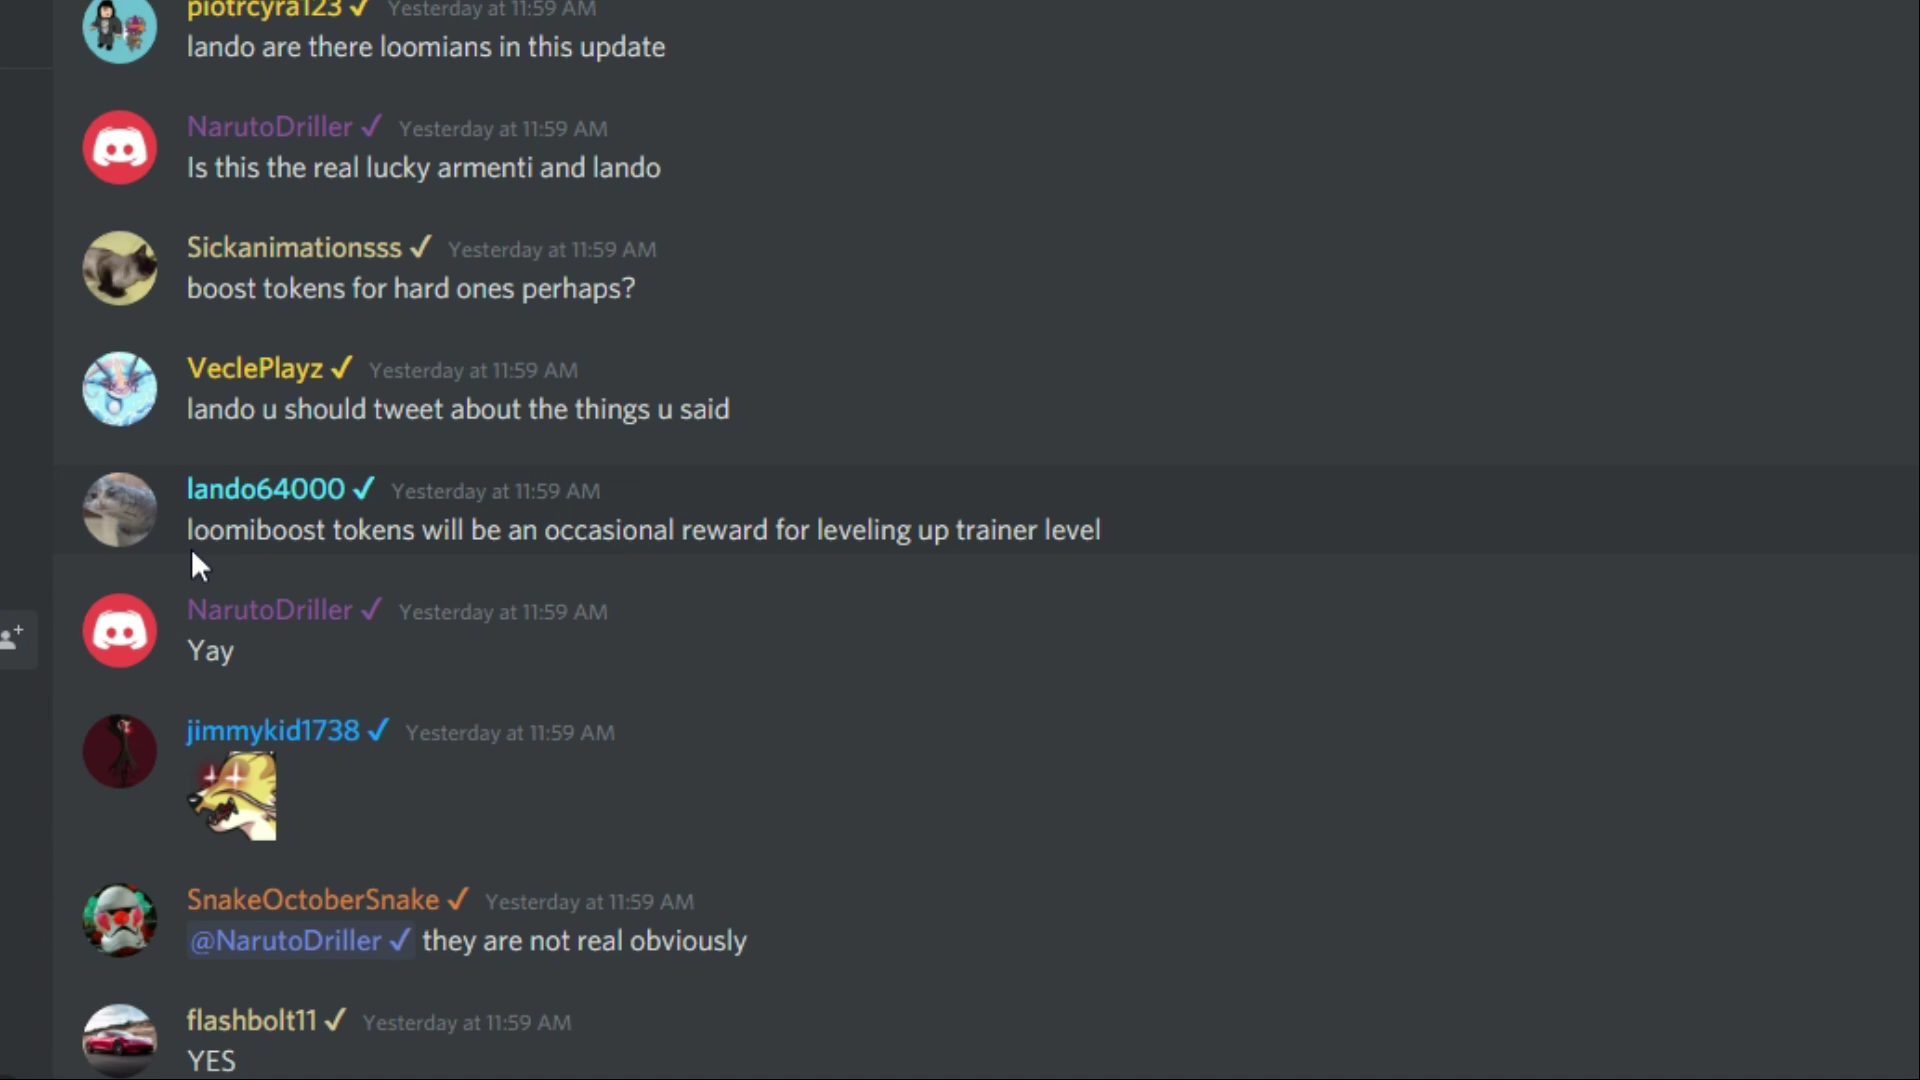 piotrcyra123 ✓ Yesterday at 11:59 AM
lando are there loomians in this update
NarutoDriller ✓ Yesterday at 11:59 AM
Is this the real lucky armenti and lando
Sickanimationsss ✓ Yesterday at 11:59 AM
boost tokens for hard ones perhaps?
VeclePlayz ✓ Yesterday at 11:59 AM
lando u should tweet about the things u said
lando64000 ✓ Yesterday at 11:59 AM
loomiboost tokens will be an occasional reward for leveling up trainer level
NarutoDriller ✓ Yesterday at 11:59 AM
Yay
jimmykid1738 ✓ Yesterday at 11:59 AM
SnakeOctoberSnake ✓ Yesterday at 11:59 AM
@NarutoDriller ✓ they are not real obviously
flashbolt11 ✓ Yesterday at 11:59 AM
YES